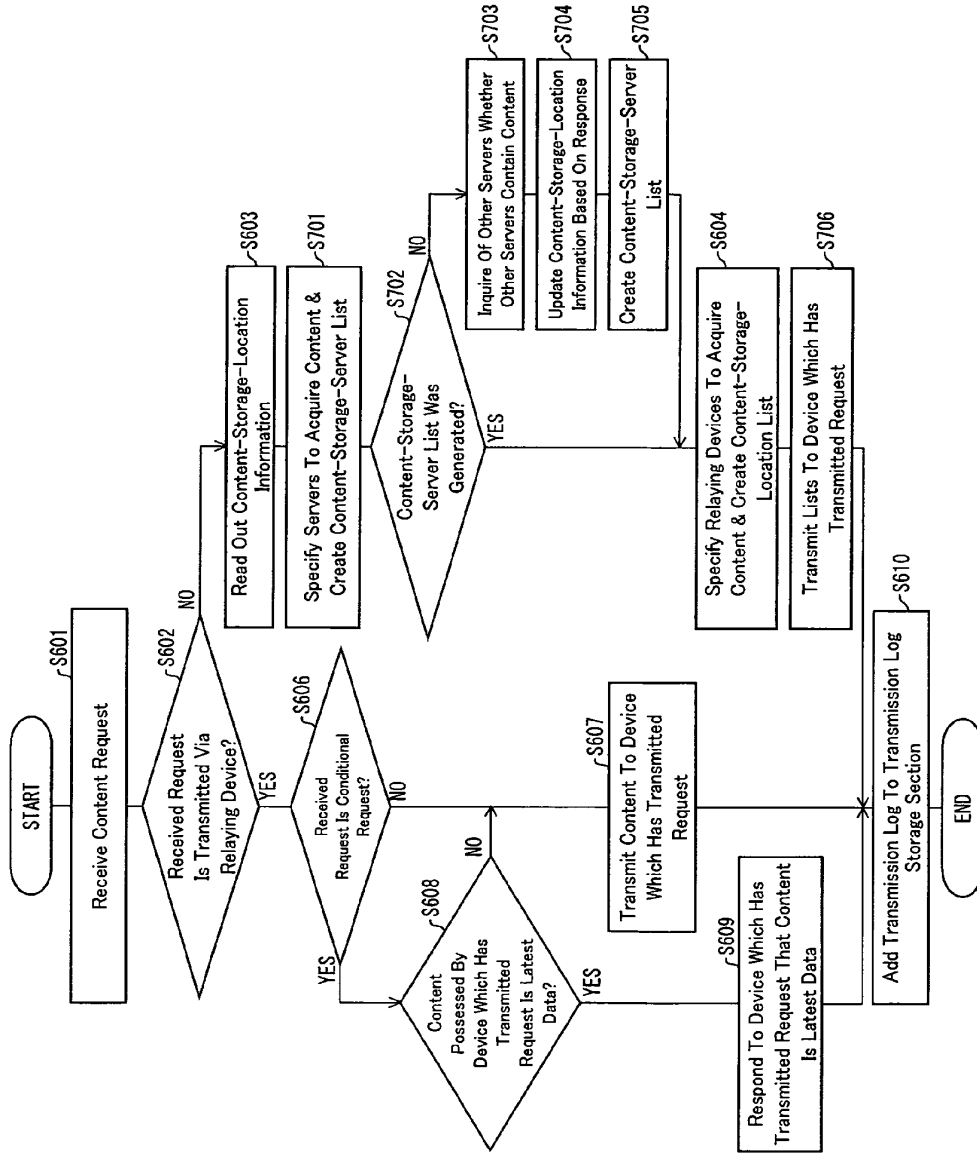 START
S601
Receive Content Request
S602
Received Request
Is Transmitted Via
Relaying Device?
NO
YES
S606
Received
Request Is Conditional
Request?
YES
NO
S608
Content
Possessed By
Device Which Has
Transmitted
Request Is Latest
Data?
NO
YES
S607
Transmit Content To Device
Which Has Transmitted
Request
S609
Respond To Device Which Has
Transmitted Request That Content
Is Latest Data
S603
Read Out Content-Storage-Location
Information
S701
Specify Servers To Acquire Content &
Create Content-Storage-Server List
S702
Content-Storage-
Server List Was
Generated?
NO
YES
S703
Inquire Of Other Servers Whether
Other Servers Contain Content
S704
Update Content-Storage-Location
Information Based On Response
S705
Create Content-Storage-Server
List
S604
Specify Relaying Devices To Acquire
Content & Create Content-Storage-
Location List
S706
Transmit Lists To Device Which Has
Transmitted Request
S610
Add Transmission Log To Transmission Log
Storage Section
END